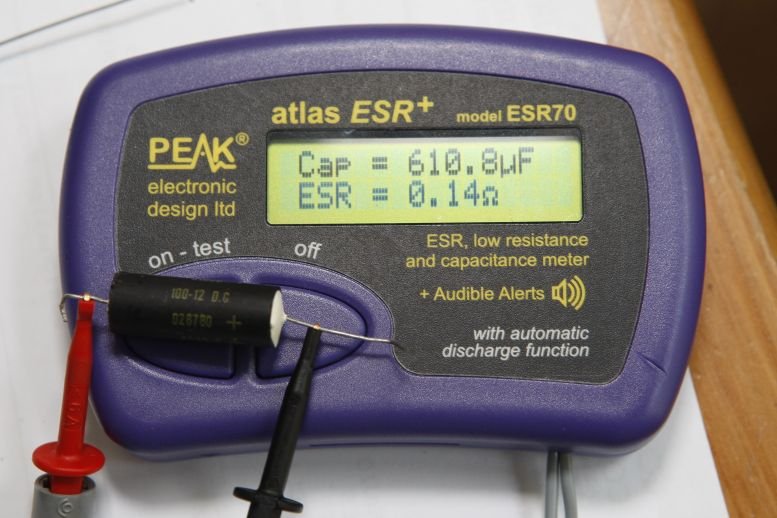 atlas ESR+ model ESR70
PEAK®
electronic
design ltd
Cap = 610.8µF
ESR = 0.14Ω
on - test
off
ESR, low resistance
and capacitance meter
+ Audible Alerts
with automatic
discharge function
100-12 D.C
028780 +